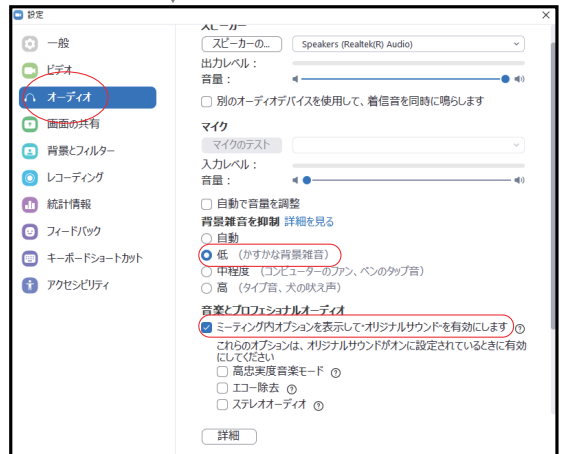 設定
一般
ビデオ
オーディオ
画面の共有
背景とフィルター
レコーディング
統計情報
フィードバック
キーボードショートカット
アクセシビリティ
スピーカー
スピーカーの... Speakers (Realtek(R) Audio)
出力レベル：
音量：
別のオーディオデバイスを使用して、着信音を同時に鳴らします
マイク
マイクのテスト
入力レベル：
音量：
自動で音量を調整
背景雑音を抑制 詳細を見る
自動
低 （かすかな背景雑音）
中程度 （コンピューターのファン、ペンのタップ音）
高 （タイプ音、犬の吠え声）
音楽とプロフェショナルオーディオ
ミーティング内オプションを表示して"オリジナルサウンド"を有効にします
これらのオプションは、オリジナルサウンドがオンに設定されているときに有効
にしてください
高忠実度音楽モード
エコー除去
ステレオオーディオ
詳細